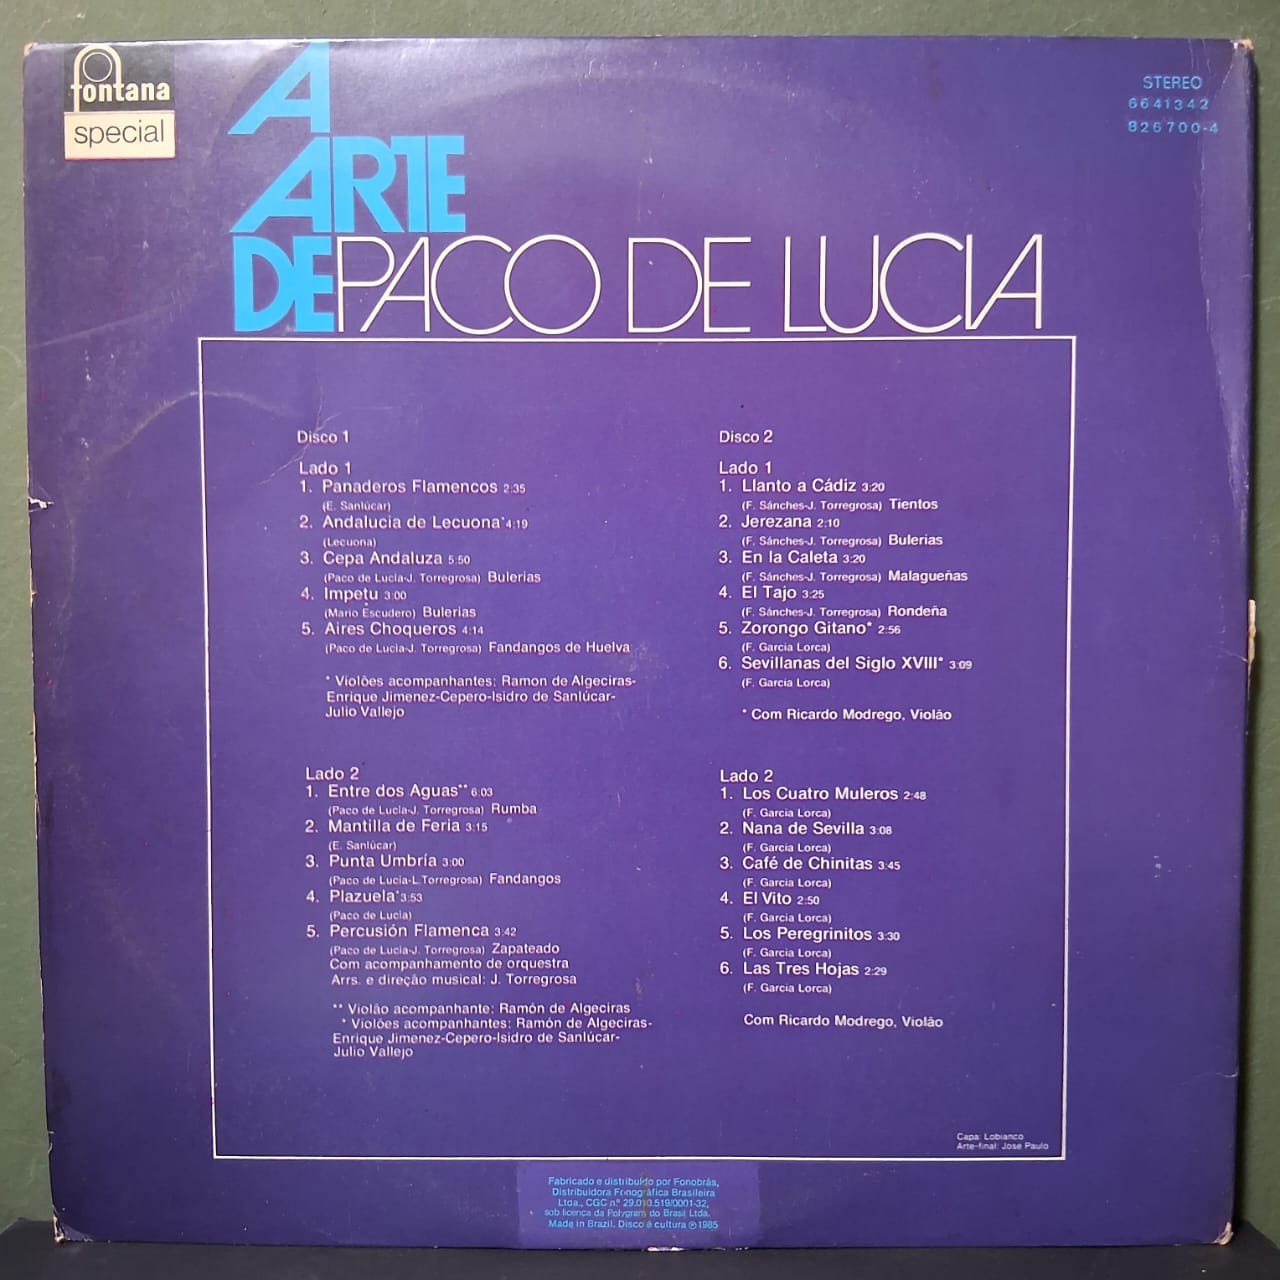 fontana
special
STEREO
6641342
826700-4
A
ARTE
DE PACO DE LUCIA
Disco 1
Lado 1
1. Panaderos Flamencos 2:35
(E. Sanlúcar)
2. Andalucia de Lecuona* 4:19
(Lecuona)
3. Cepa Andaluza 5:50
(Paco de Lucía-J. Torregrosa) Bulerias
4. Impetu 3:00
(Mario Escudero) Bulerias
5. Aires Choqueros 4:14
(Paco de Lucía-J. Torregrosa) Fandangos de Huelva
* Violões acompanhantes: Ramon de Algeciras-
Enrique Jimenez-Cepero-Isidro de Sanlúcar-
Julio Vallejo
Lado 2
1. Entre dos Aguas** 6:03
(Paco de Lucía-J. Torregrosa) Rumba
2. Mantilla de Feria 3:15
(E. Sanlúcar)
3. Punta Umbría 3:00
(Paco de Lucía-L.Torregrosa) Fandangos
4. Plazuela* 3:53
(Paco de Lucía)
5. Percusión Flamenca 3:42
(Paco de Lucía-J. Torregrosa) Zapateado
Com acompanhamento de orquestra
Arrs. e direção musical: J. Torregrosa
** Violão acompanhante: Ramón de Algeciras
* Violões acompanhantes: Ramón de Algeciras-
Enrique Jimenez-Cepero-Isidro de Sanlúcar-
Julio Vallejo
Disco 2
Lado 1
1. Llanto a Cádiz 3:20
(F. Sánches-J. Torregrosa) Tientos
2. Jerezana 2:10
(F. Sánches-J. Torregrosa) Bulerias
3. En la Caleta 3:20
(F. Sánches-J. Torregrosa) Malagueñas
4. El Tajo 3:25
(F. Sánches-J. Torregrosa) Rondeña
5. Zorongo Gitano* 2:56
(F. Garcia Lorca)
6. Sevillanas del Siglo XVIII* 3:09
(F. Garcia Lorca)
* Com Ricardo Modrego, Violão
Lado 2
1. Los Cuatro Muleros 2:48
(F. Garcia Lorca)
2. Nana de Sevilla 3:08
(F. Garcia Lorca)
3. Café de Chinitas 3:45
(F. Garcia Lorca)
4. El Vito 2:50
(F. Garcia Lorca)
5. Los Peregrinitos 3:30
(F. Garcia Lorca)
6. Las Tres Hojas 2:29
(F. Garcia Lorca)
Com Ricardo Modrego, Violão
Capa: Lobianco
Arte-final: Jose Paulo
Fabricado e distribuído por Fonobrás,
Distribuidora Fonográfica Brasileira
Ltda., CGC n.º 29.010.519/0001-32,
sob licença da Polygram do Brasil Ltda.
Made in Brazil. Disco é cultura ℗1985